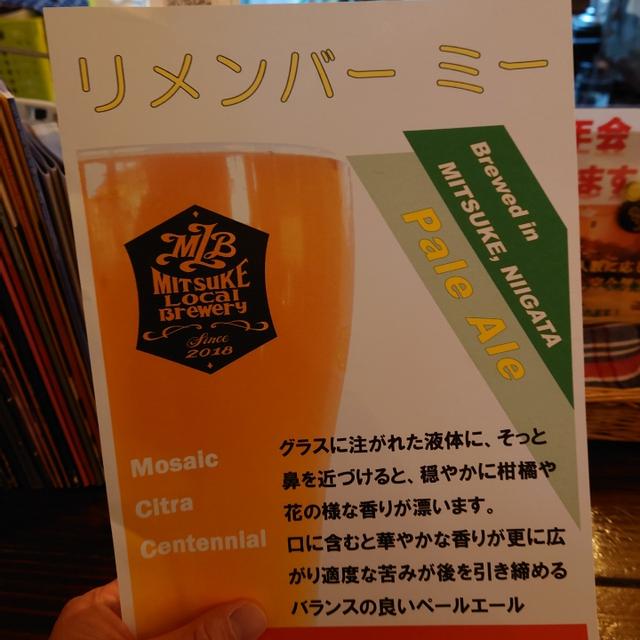 リメンバー ミー
Brewed in
MITSUKE, NIIGATA
Pale Ale
MLB
MITSUKE
Local
Brewery
Since
2018
Mosaic
Citra
Centennial
グラスに注がれた液体に、そっと
鼻を近づけると、穏やかに柑橘や
花の様な香りが漂います。
口に含むと華やかな香りが更に広
がり適度な苦みが後を引き締める
バランスの良いペールエール
年会
ます